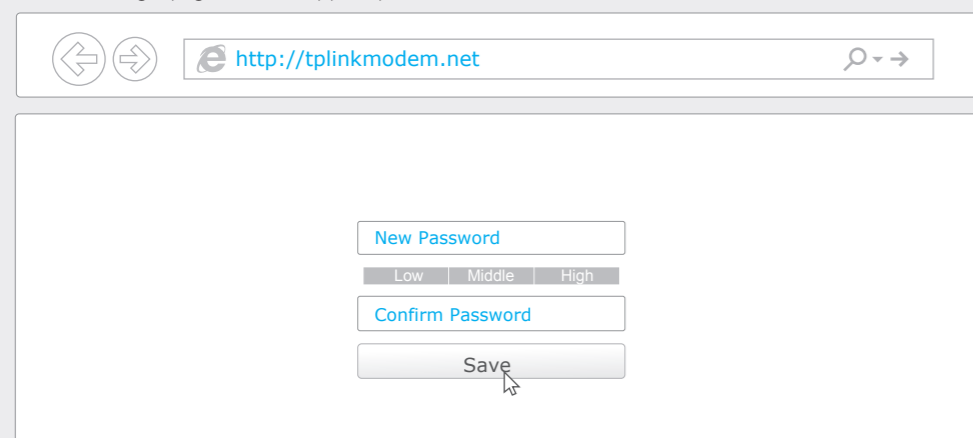 http://tplinkmodem.net
New Password
Low Middle High
Confirm Password
Save